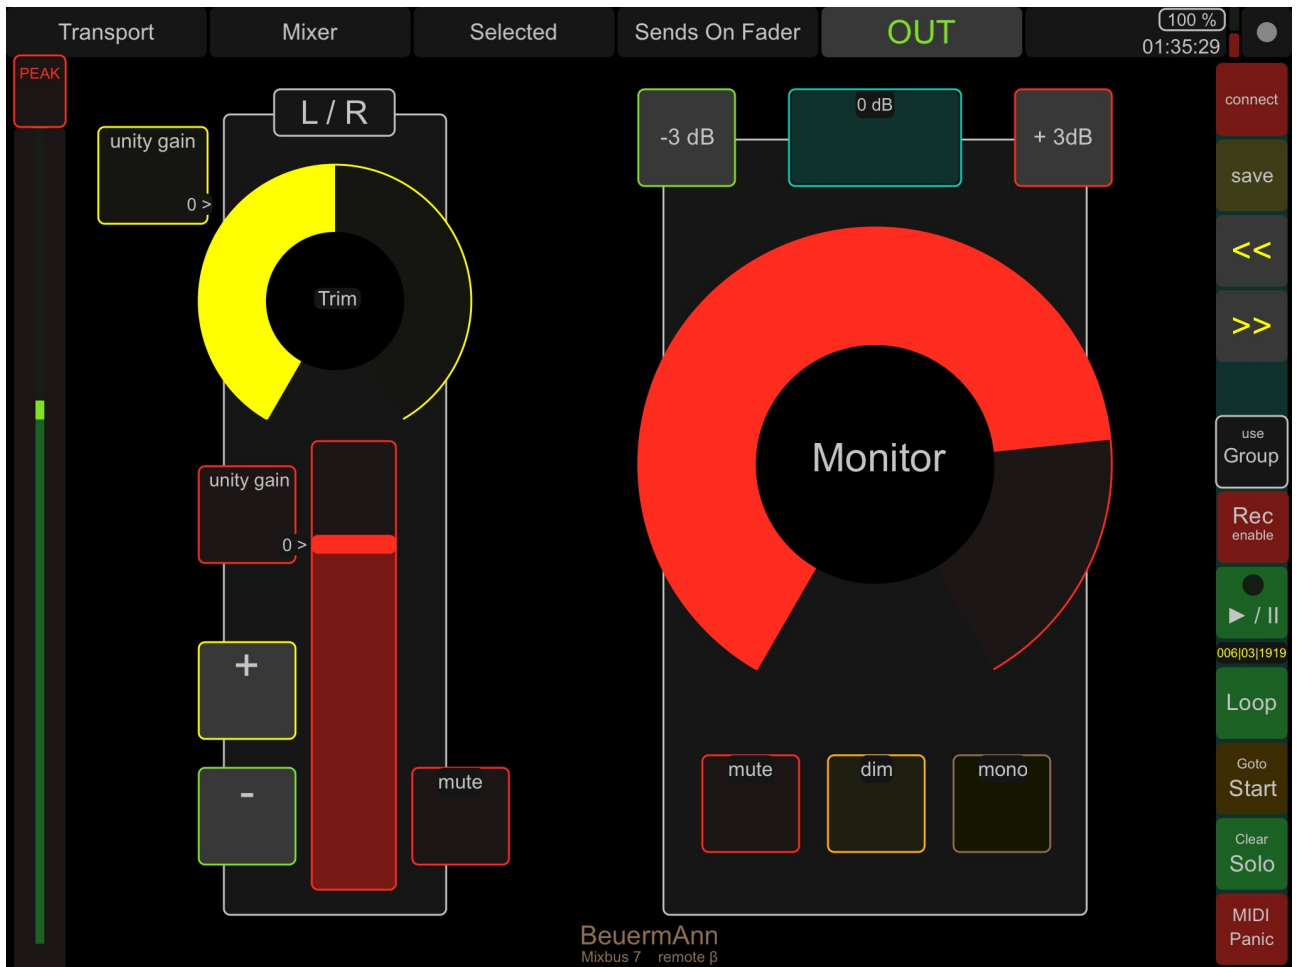 Transport
Mixer
Selected
Sends On Fader
OUT
100 %
01:35:29
PEAK
L / R
unity gain
0 >
Trim
unity gain
0 >
+
-
mute
-3 dB
0 dB
+ 3dB
Monitor
mute
dim
mono
connect
save
<<
>>
use
Group
Rec
enable
▶ / II
006|03|1919
Loop
Goto
Start
Clear
Solo
MIDI
Panic
BeuermAnn
Mixbus 7 remote β